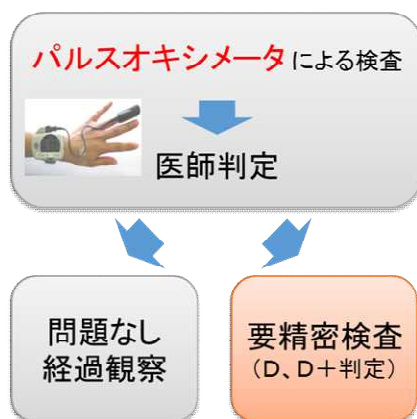 パルスオキシメータによる検査
医師判定
問題なし
経過観察
要精密検査
(D、D+判定)